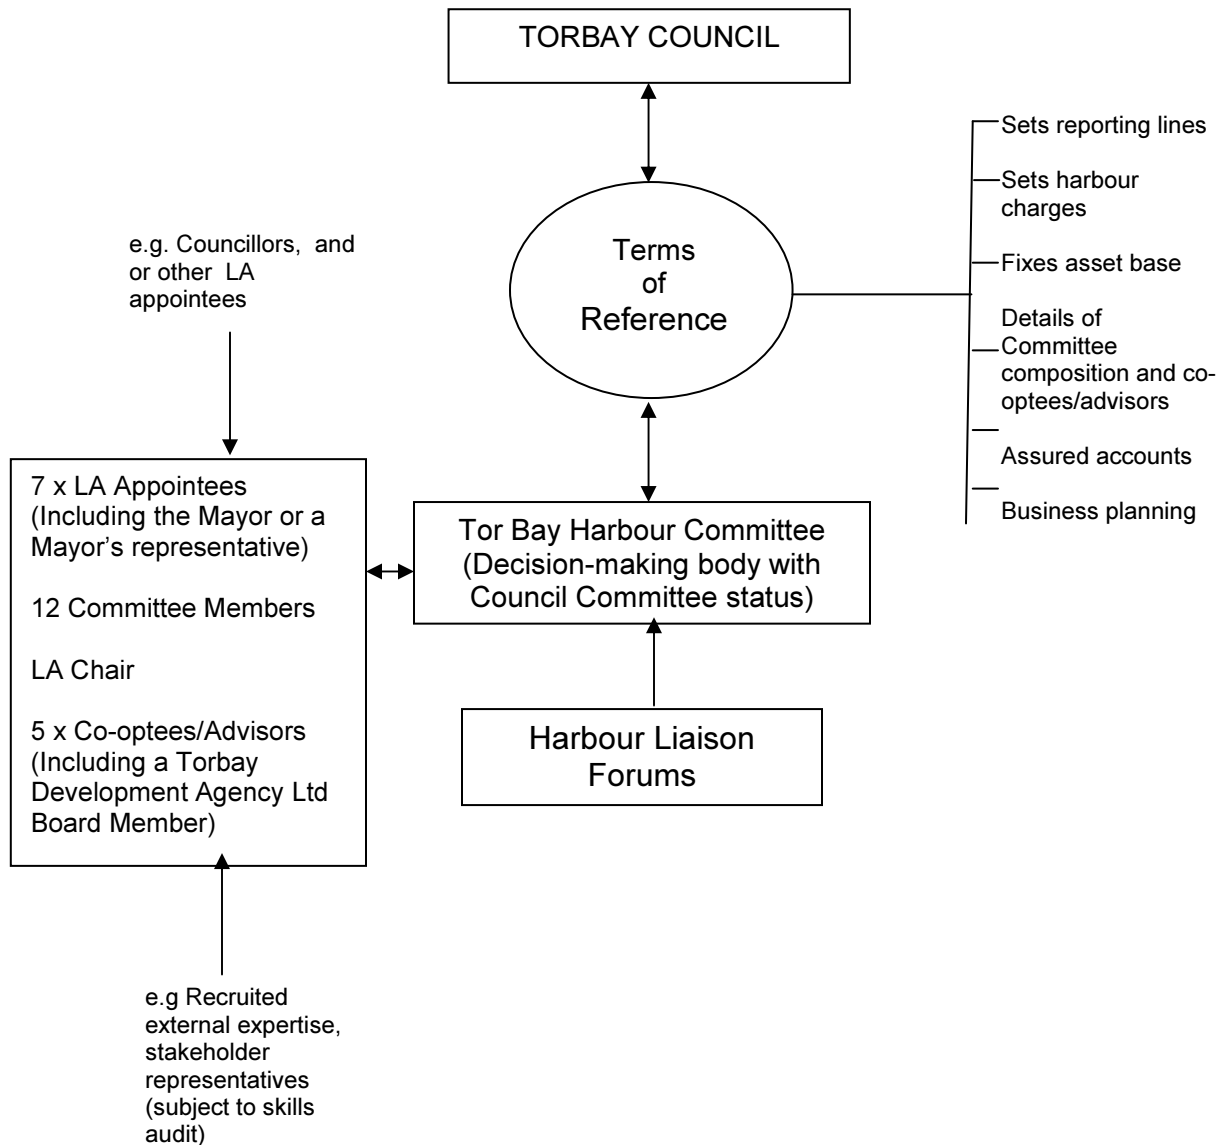 TORBAY COUNCIL
Terms
of
Reference
Sets reporting lines
Sets harbour
charges
Fixes asset base
Details of
Committee
composition and co-
optees/advisors
Assured accounts
Business planning
e.g. Councillors,  and
or other  LA
appointees
7 x LA Appointees
(Including the Mayor or a
Mayor's representative)
12 Committee Members
LA Chair
5 x Co-optees/Advisors
(Including a Torbay
Development Agency Ltd
Board Member)
Tor Bay Harbour Committee
(Decision-making body with
Council Committee status)
Harbour Liaison
Forums
e.g Recruited
external expertise,
stakeholder
representatives
(subject to skills
audit)